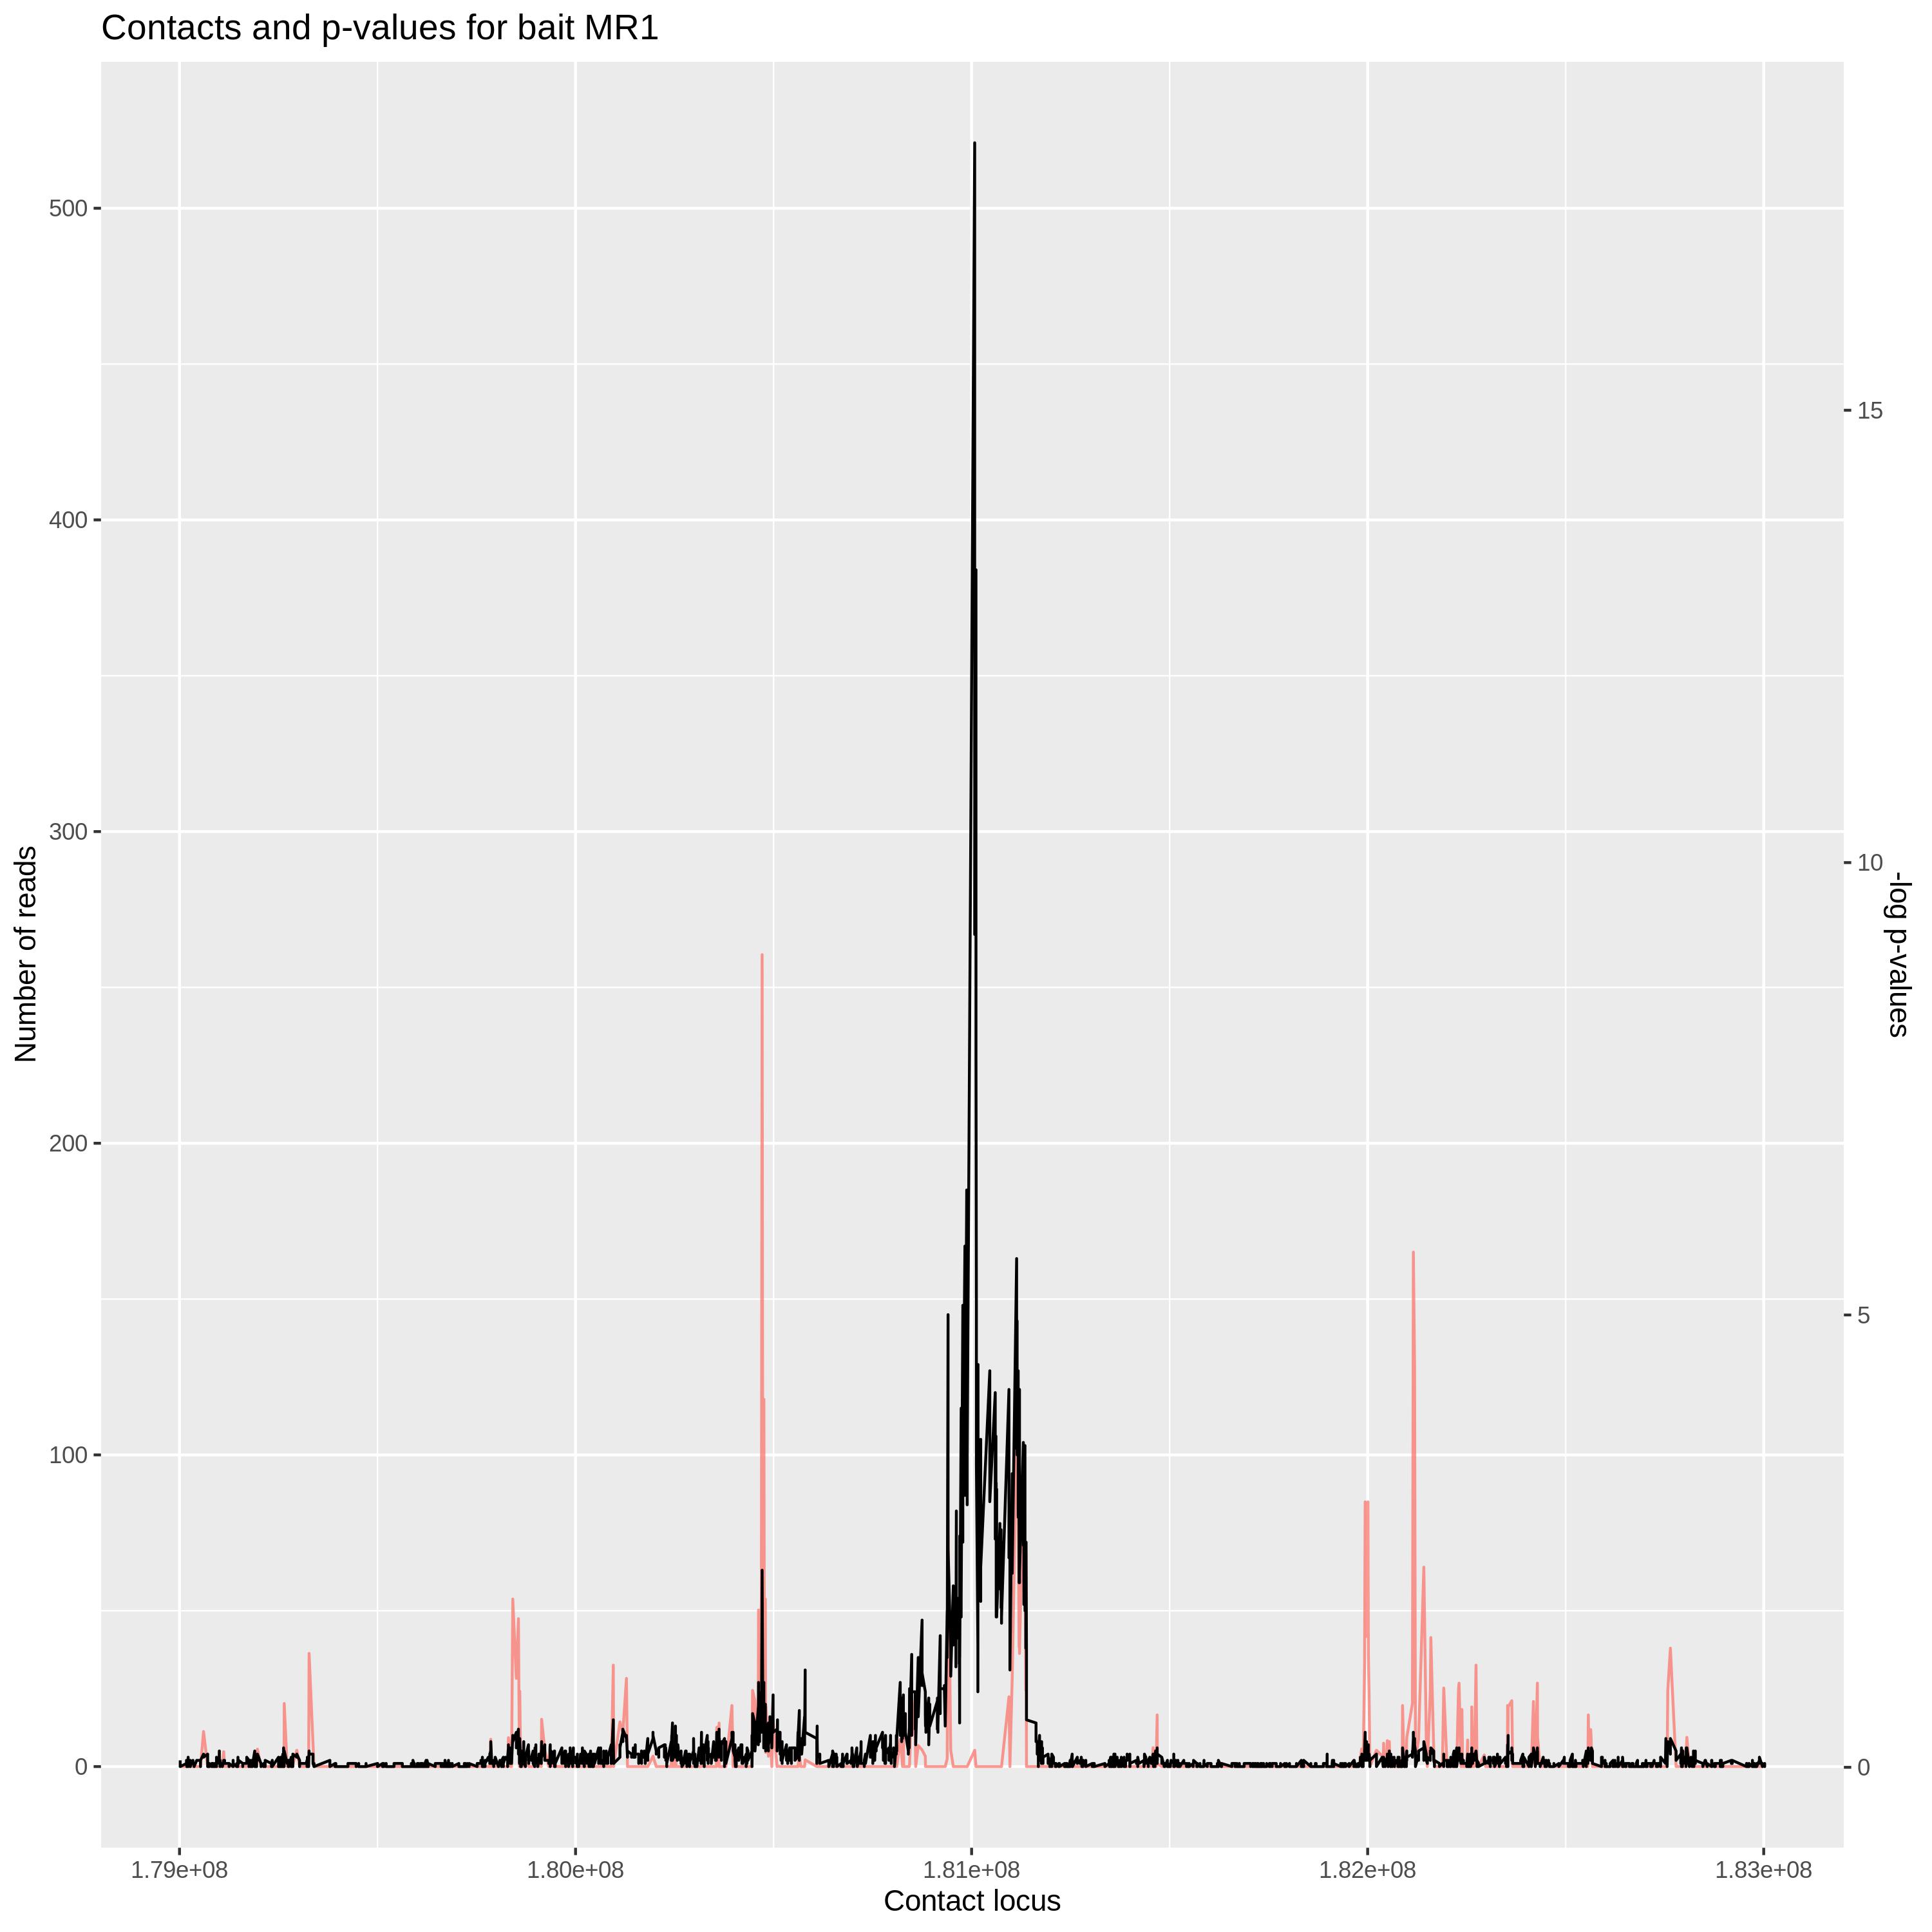 Contacts and p-values for bait MR1
500
400
300
200
100
0
Number of reads
15
10
5
0
-log p-values
1.79e+08
1.80e+08
1.81e+08
1.82e+08
1.83e+08
Contact locus